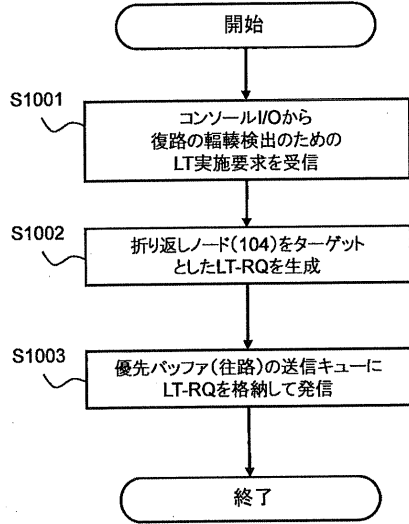 開始
S1001
コンソールI/Oから
復路の輻輳検出のための
LT実施要求を受信
S1002
折り返しノード(104)をターゲット
としたLT-RQを生成
S1003
優先バッファ(往路)の送信キューに
LT-RQを格納して発信
終了